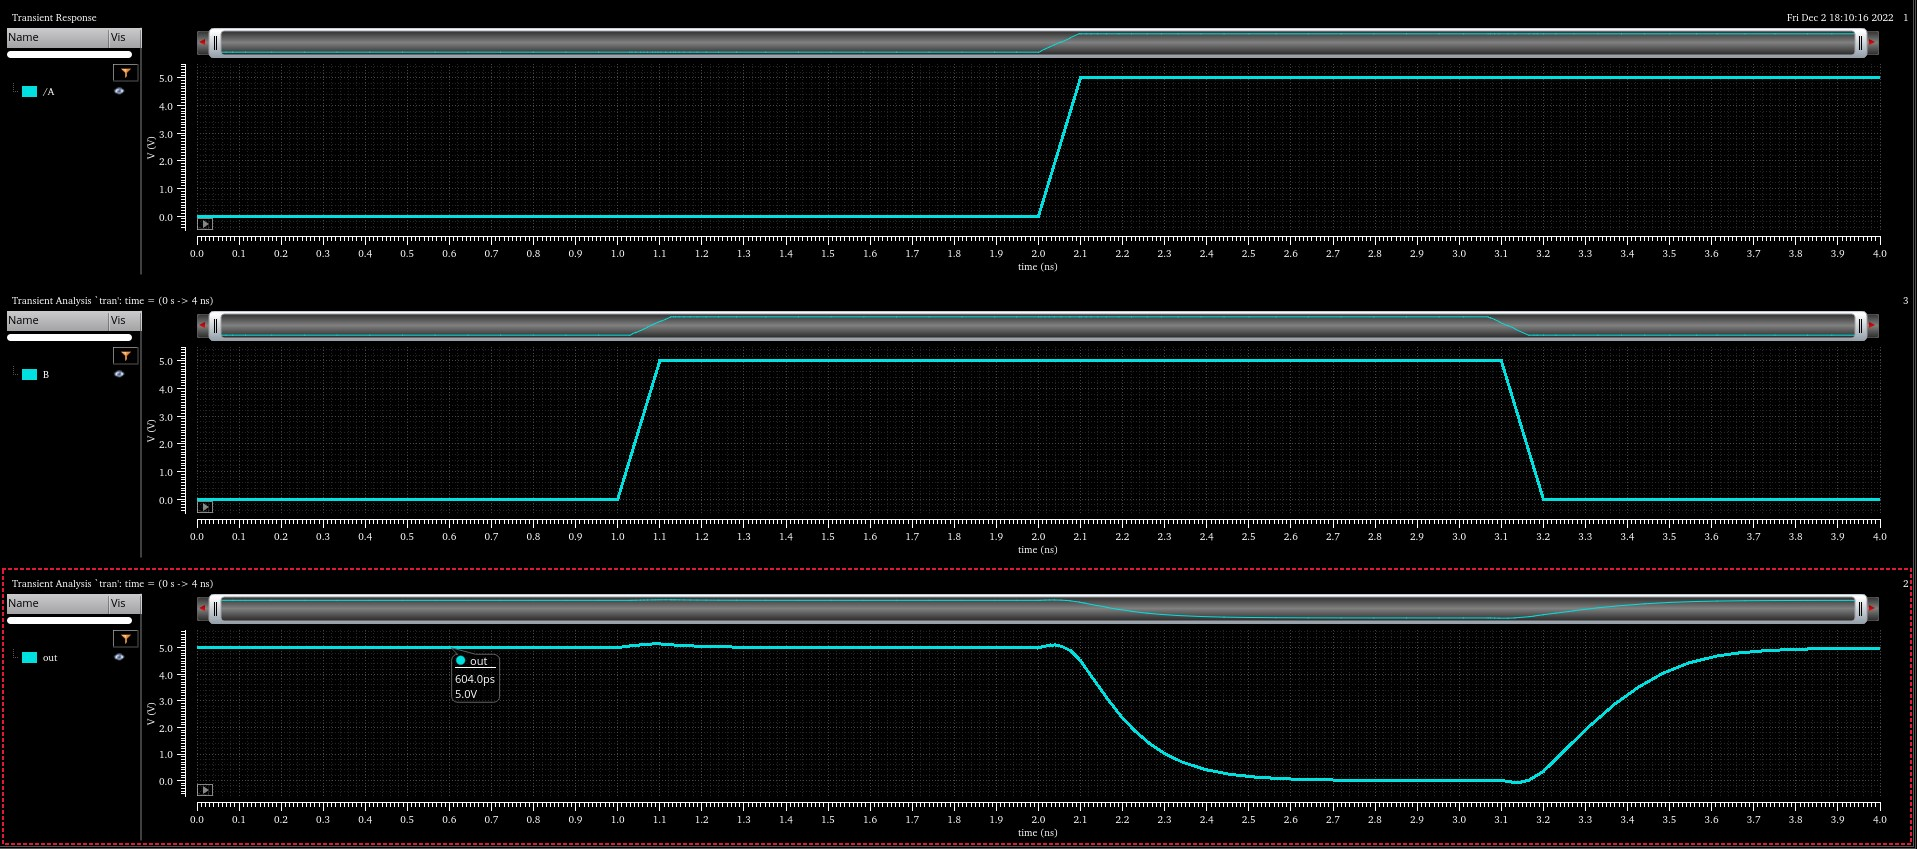 Transient Response Fri Dec 2 18:10:16 2022 1
Name Vis
/A
V (V)
5.0
4.0
3.0
2.0
1.0
0.0
0.0 0.1 0.2 0.3 0.4 0.5 0.6 0.7 0.8 0.9 1.0 1.1 1.2 1.3 1.4 1.5 1.6 1.7 1.8 1.9 2.0 2.1 2.2 2.3 2.4 2.5 2.6 2.7 2.8 2.9 3.0 3.1 3.2 3.3 3.4 3.5 3.6 3.7 3.8 3.9 4.0
time (ns)
Transient Analysis `tran': time = (0 s -> 4 ns) 3
Name Vis
B
V (V)
5.0
4.0
3.0
2.0
1.0
0.0
0.0 0.1 0.2 0.3 0.4 0.5 0.6 0.7 0.8 0.9 1.0 1.1 1.2 1.3 1.4 1.5 1.6 1.7 1.8 1.9 2.0 2.1 2.2 2.3 2.4 2.5 2.6 2.7 2.8 2.9 3.0 3.1 3.2 3.3 3.4 3.5 3.6 3.7 3.8 3.9 4.0
time (ns)
Transient Analysis `tran': time = (0 s -> 4 ns) 2
Name Vis
out
V (V)
5.0
4.0
3.0
2.0
1.0
0.0
out
604.0ps
5.0V
0.0 0.1 0.2 0.3 0.4 0.5 0.6 0.7 0.8 0.9 1.0 1.1 1.2 1.3 1.4 1.5 1.6 1.7 1.8 1.9 2.0 2.1 2.2 2.3 2.4 2.5 2.6 2.7 2.8 2.9 3.0 3.1 3.2 3.3 3.4 3.5 3.6 3.7 3.8 3.9 4.0
time (ns)